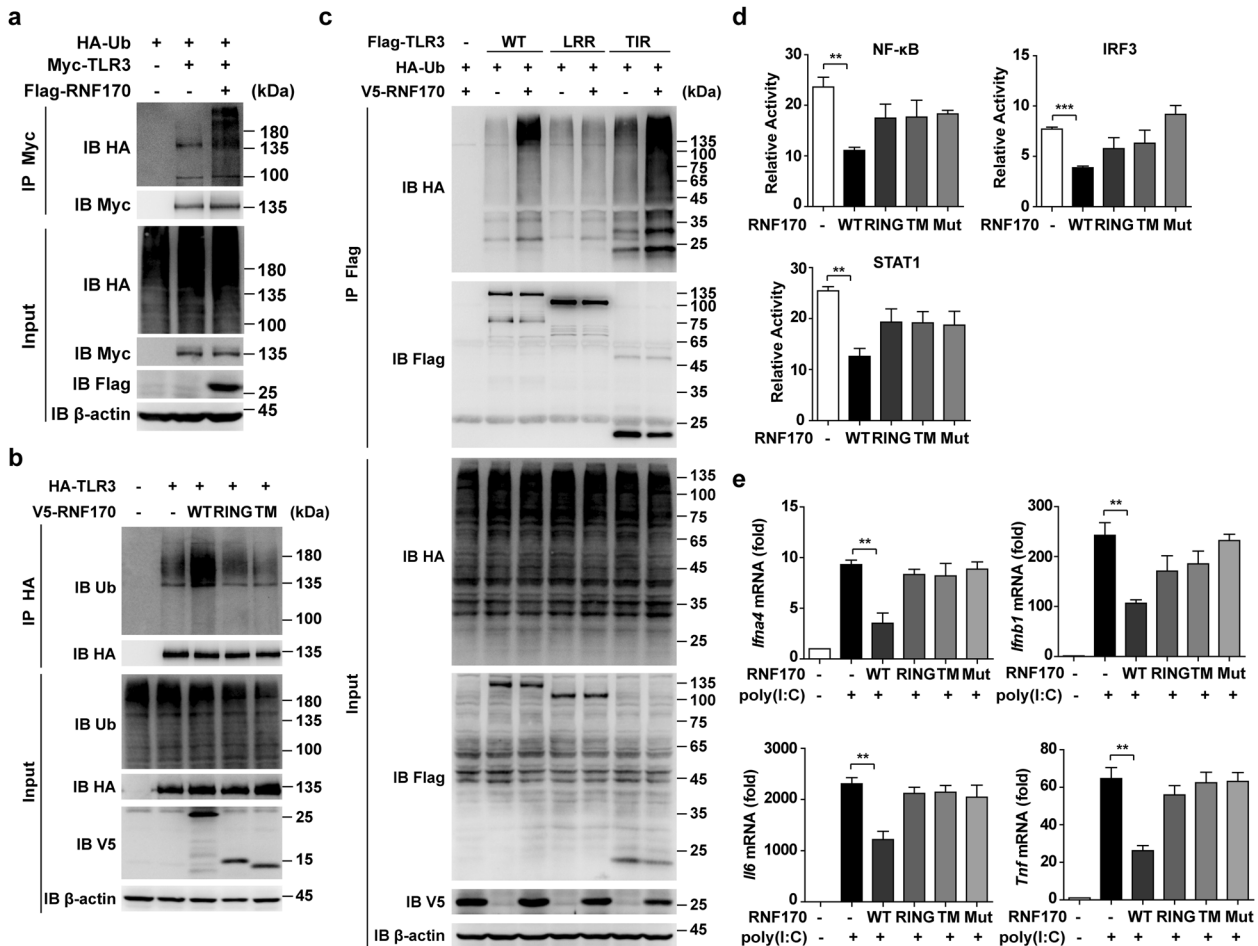 a
HA-Ub + + +
Myc-TLR3 - + +
Flag-RNF170 - - + (kDa)
IP Myc
IB HA
180
135
100
IB Myc 135
Input
IB HA
180
135
100
IB Myc 135
IB Flag 25
IB β-actin 45
b
HA-TLR3 - + + + +
V5-RNF170 - - WT RING TM (kDa)
IP HA
IB Ub
180
135
100
IB HA 135
Input
IB Ub
180
135
100
IB HA 135
IB V5
25
15
IB β-actin 45
c
Flag-TLR3 - WT LRR TIR
HA-Ub + + + + + + +
V5-RNF170 + - + - + - + (kDa)
IP Flag
IB HA
135
100
75
65
45
35
25
IB Flag
135
100
75
65
45
35
25
Input
IB HA
135
100
75
65
45
35
25
IB Flag
135
100
75
65
45
35
25
IB V5 25
IB β-actin 45
d
NF-κB
Relative Activity
30
20
10
0
**
RNF170 - WT RING TM Mut
IRF3
Relative Activity
15
10
5
0
***
RNF170 - WT RING TM Mut
STAT1
Relative Activity
30
20
10
0
**
RNF170 - WT RING TM Mut
e
Ifna4 mRNA (fold)
15
10
5
0
**
RNF170 - - WT RING TM Mut
poly(I:C) - + + + + +
Ifnb1 mRNA (fold)
300
200
100
0
**
RNF170 - - WT RING TM Mut
poly(I:C) - + + + + +
Il6 mRNA (fold)
3000
2000
1000
0
**
RNF170 - - WT RING TM Mut
poly(I:C) - + + + + +
Tnf mRNA (fold)
80
60
40
20
0
**
RNF170 - - WT RING TM Mut
poly(I:C) - + + + + +